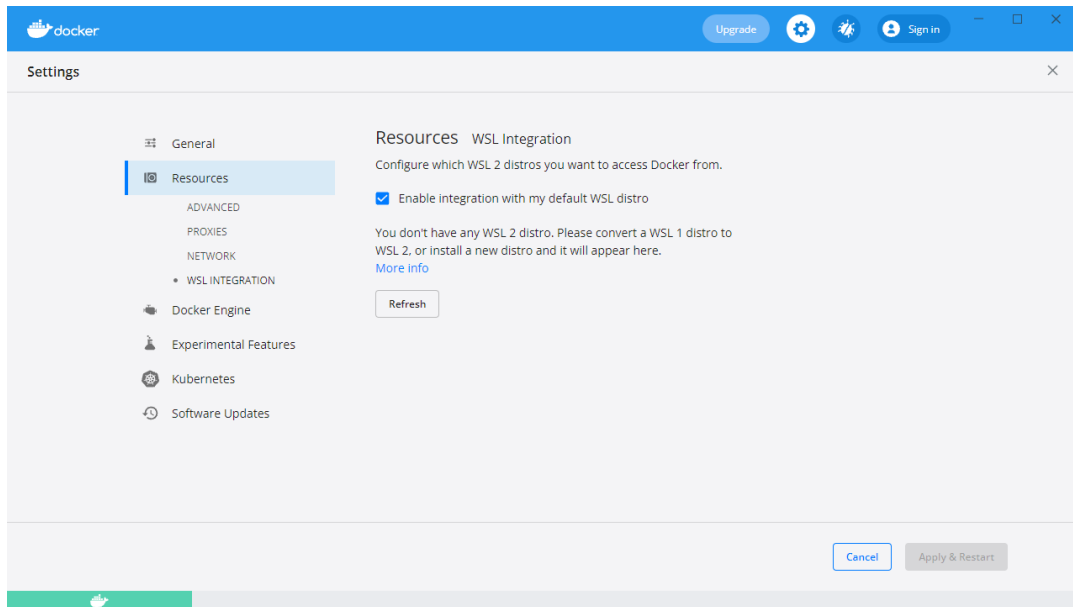 docker
Upgrade
Sign in
Settings
General
Resources
ADVANCED
PROXIES
NETWORK
WSL INTEGRATION
Docker Engine
Experimental Features
Kubernetes
Software Updates
Resources WSL Integration
Configure which WSL 2 distros you want to access Docker from.
Enable integration with my default WSL distro
You don't have any WSL 2 distro. Please convert a WSL 1 distro to
WSL 2, or install a new distro and it will appear here.
More info
Refresh
Cancel
Apply & Restart